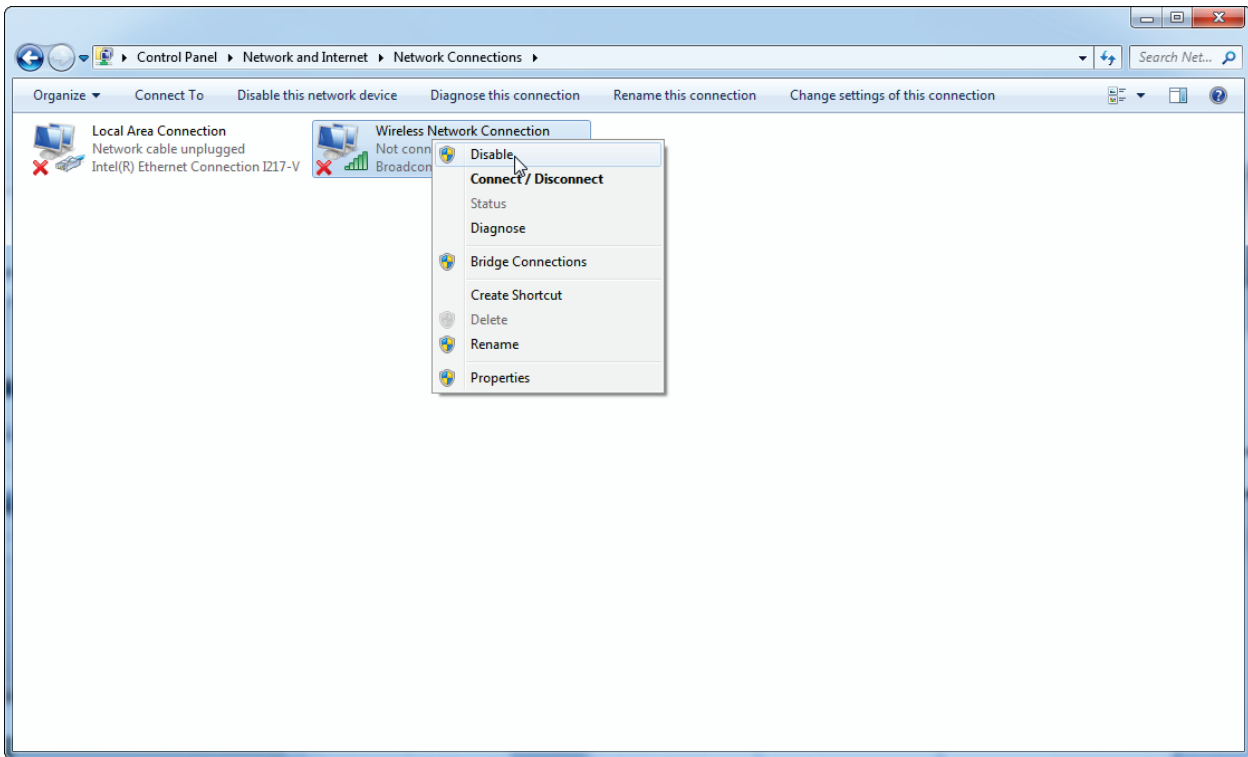 Control Panel Network and Internet Network Connections
Search Net...
Organize Connect To Disable this network device Diagnose this connection Rename this connection Change settings of this connection
Local Area Connection
Network cable unplugged
Intel(R) Ethernet Connection I217-V
Wireless Network Connection
Not conn
Broadcon
Disable
Connect / Disconnect
Status
Diagnose
Bridge Connections
Create Shortcut
Delete
Rename
Properties